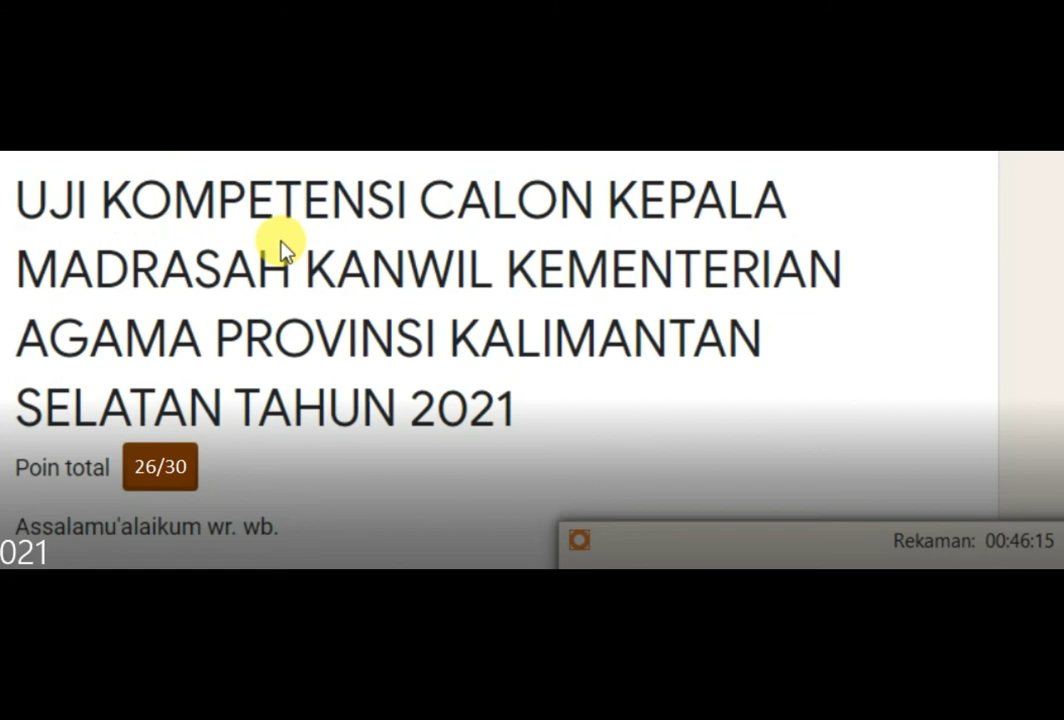 UJI KOMPETENSI CALON KEPALA
MADRASAH KANWIL KEMENTERIAN
AGAMA PROVINSI KALIMANTAN
SELATAN TAHUN 2021
Poin total 26/30
Assalamu'alaikum wr. wb.
021
Rekaman: 00:46:15